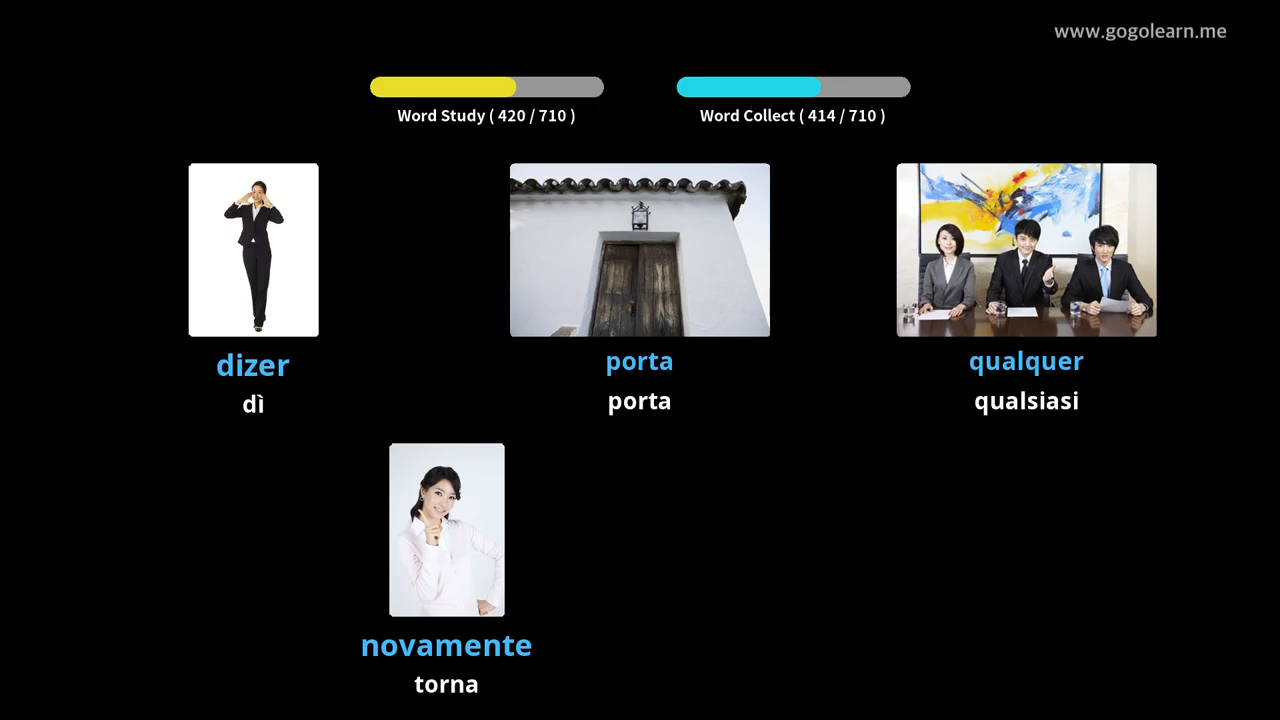 www.gogolearn.me
Word Study ( 420 / 710 )
Word Collect ( 414 / 710 )
dizer
dì
porta
porta
qualquer
qualsiasi
novamente
torna